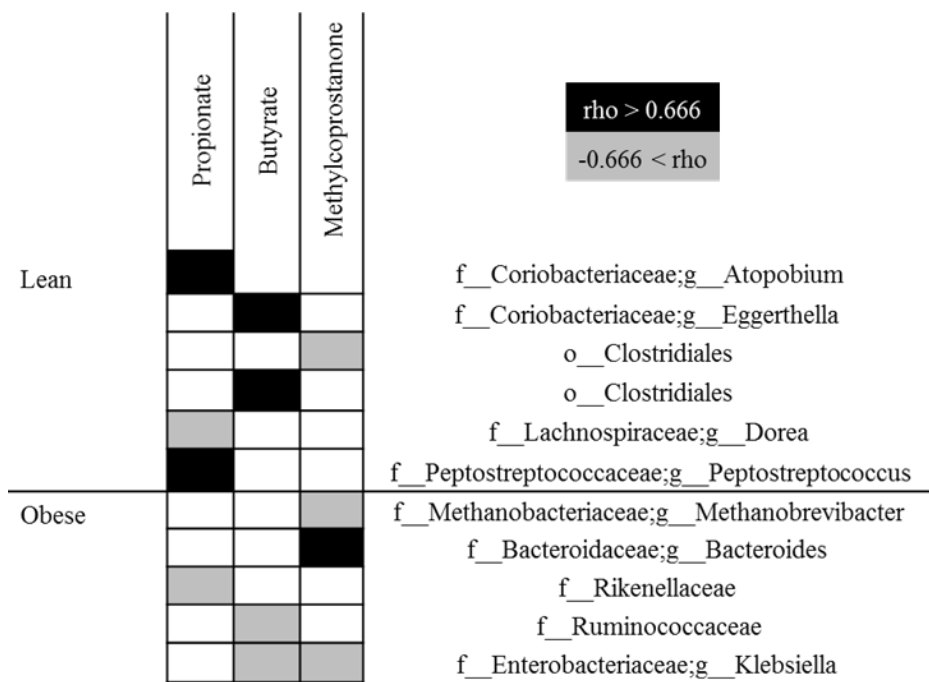 Propionate
Butyrate
Methylcoprostanone
rho > 0.666
-0.666 < rho
Lean
f__Coriobacteriaceae;g__Atopobium
f__Coriobacteriaceae;g__Eggerthella
o__Clostridiales
o__Clostridiales
f__Lachnospiraceae;g__Dorea
f__Peptostreptococcaceae;g__Peptostreptococcus
Obese
f__Methanobacteriaceae;g__Methanobrevibacter
f__Bacteroidaceae;g__Bacteroides
f__Rikenellaceae
f__Ruminococcaceae
f__Enterobacteriaceae;g__Klebsiella